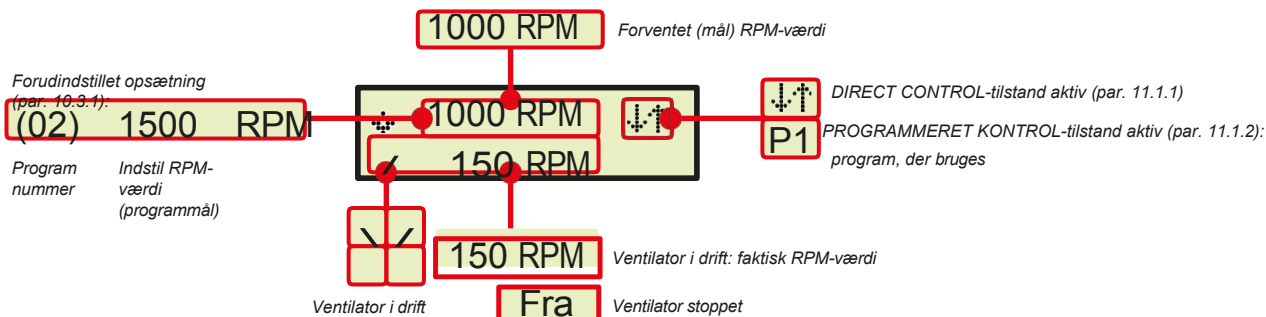 1000 RPM
Forventet (mål) RPM-værdi
Forudindstillet opsætning
(par. 10.3.1):
(02) 1500 RPM
Program
nummer
Indstil RPM-
værdi
(programmål)
1000 RPM
150 RPM
DIRECT CONTROL-tilstand aktiv (par. 11.1.1)
P1
PROGRAMMERET KONTROL-tilstand aktiv (par. 11.1.2):
program, der bruges
150 RPM
Ventilator i drift: faktisk RPM-værdi
Ventilator i drift
Fra
Ventilator stoppet